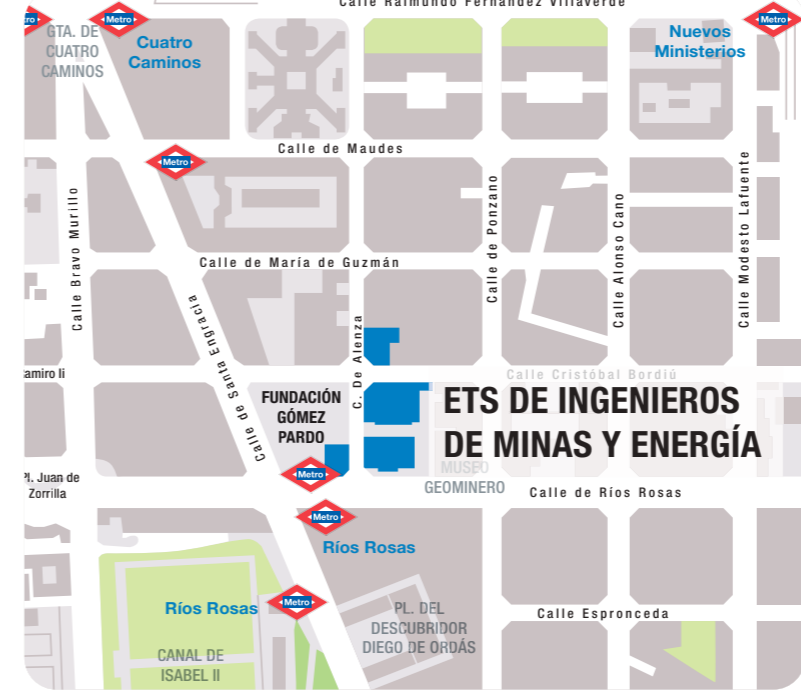 Calle Raimundo Fernández Villaverde
GTA. DE
CUATRO
CAMINOS
Metro
Cuatro
Caminos
Nuevos
Ministerios
Metro
Calle de Maudes
Metro
Calle Bravo Murillo
Calle de Ponzano
Calle Alonso Cano
Calle Modesto Lafuente
Calle de María de Guzmán
Calle de Santa Engracia
C. De Alenza
amiro Ii
Calle Cristóbal Bordiú
FUNDACIÓN
GÓMEZ
PARDO
ETS DE INGENIEROS
DE MINAS Y ENERGÍA
MUSEO
GEOMINERO
Metro
Pl. Juan de
Zorrilla
Calle de Ríos Rosas
Metro
Ríos Rosas
Ríos Rosas
Metro
PL. DEL
DESCUBRIDOR
DIEGO DE ORDÁS
Calle Espronceda
CANAL DE
ISABEL II